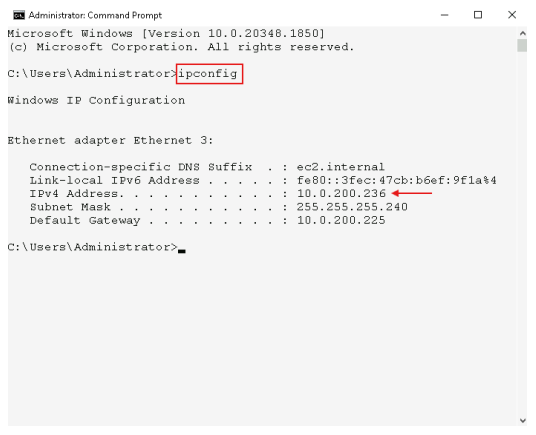 Administrator: Command Prompt
Microsoft Windows [Version 10.0.20348.1850]
(c) Microsoft Corporation. All rights reserved.
C:\Users\Administrator>ipconfig
Windows IP Configuration
Ethernet adapter Ethernet 3:
Connection-specific DNS Suffix . : ec2.internal
Link-local IPv6 Address . . . . . : fe80::3fec:47cb:b6ef:9f1a%4
IPv4 Address. . . . . . . . . . . : 10.0.200.236
Subnet Mask . . . . . . . . . . . : 255.255.255.240
Default Gateway . . . . . . . . . : 10.0.200.225
C:\Users\Administrator>